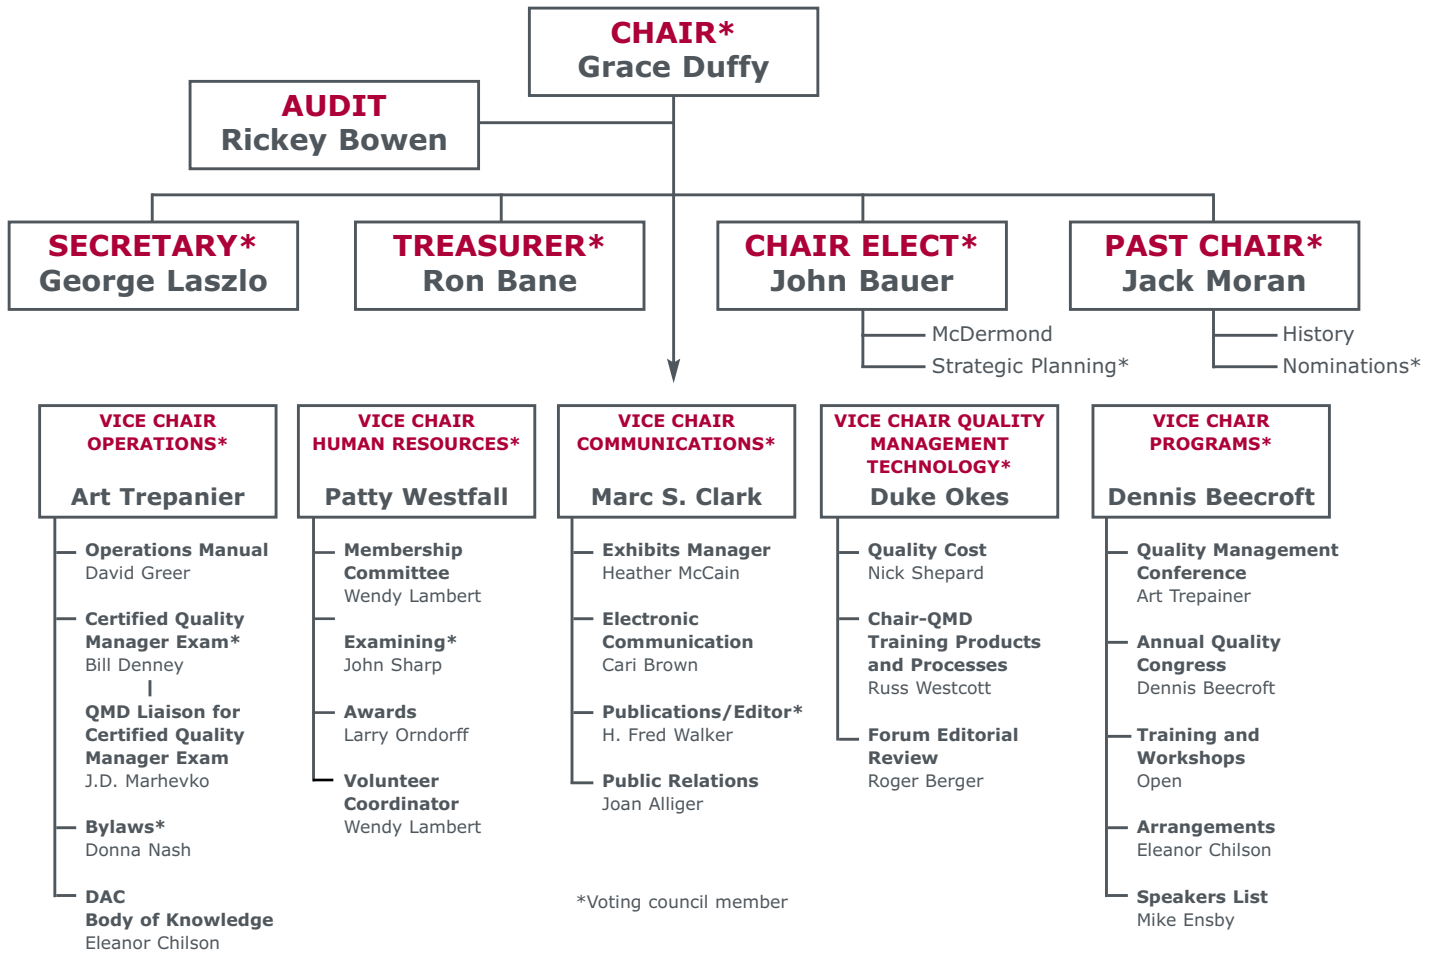 CHAIR*
Grace Duffy
AUDIT
Rickey Bowen
SECRETARY*
George Laszlo
TREASURER*
Ron Bane
CHAIR ELECT*
John Bauer
McDermond
Strategic Planning*
PAST CHAIR*
Jack Moran
History
Nominations*
VICE CHAIR
OPERATIONS*
Art Trepanier
Operations Manual
David Greer
Certified Quality
Manager Exam*
Bill Denney
QMD Liaison for
Certified Quality
Manager Exam
J.D. Marhevko
Bylaws*
Donna Nash
DAC
Body of Knowledge
Eleanor Chilson
VICE CHAIR
HUMAN RESOURCES*
Patty Westfall
Membership
Committee
Wendy Lambert
Examining*
John Sharp
Awards
Larry Orndorff
Volunteer
Coordinator
Wendy Lambert
VICE CHAIR
COMMUNICATIONS*
Marc S. Clark
Exhibits Manager
Heather McCain
Electronic
Communication
Cari Brown
Publications/Editor*
H. Fred Walker
Public Relations
Joan Alliger
VICE CHAIR QUALITY
MANAGEMENT
TECHNOLOGY*
Duke Okes
Quality Cost
Nick Shepard
Chair-QMD
Training Products
and Processes
Russ Westcott
Forum Editorial
Review
Roger Berger
VICE CHAIR
PROGRAMS*
Dennis Beecroft
Quality Management
Conference
Art Trepainer
Annual Quality
Congress
Dennis Beecroft
Training and
Workshops
Open
Arrangements
Eleanor Chilson
Speakers List
Mike Ensby
*Voting council member